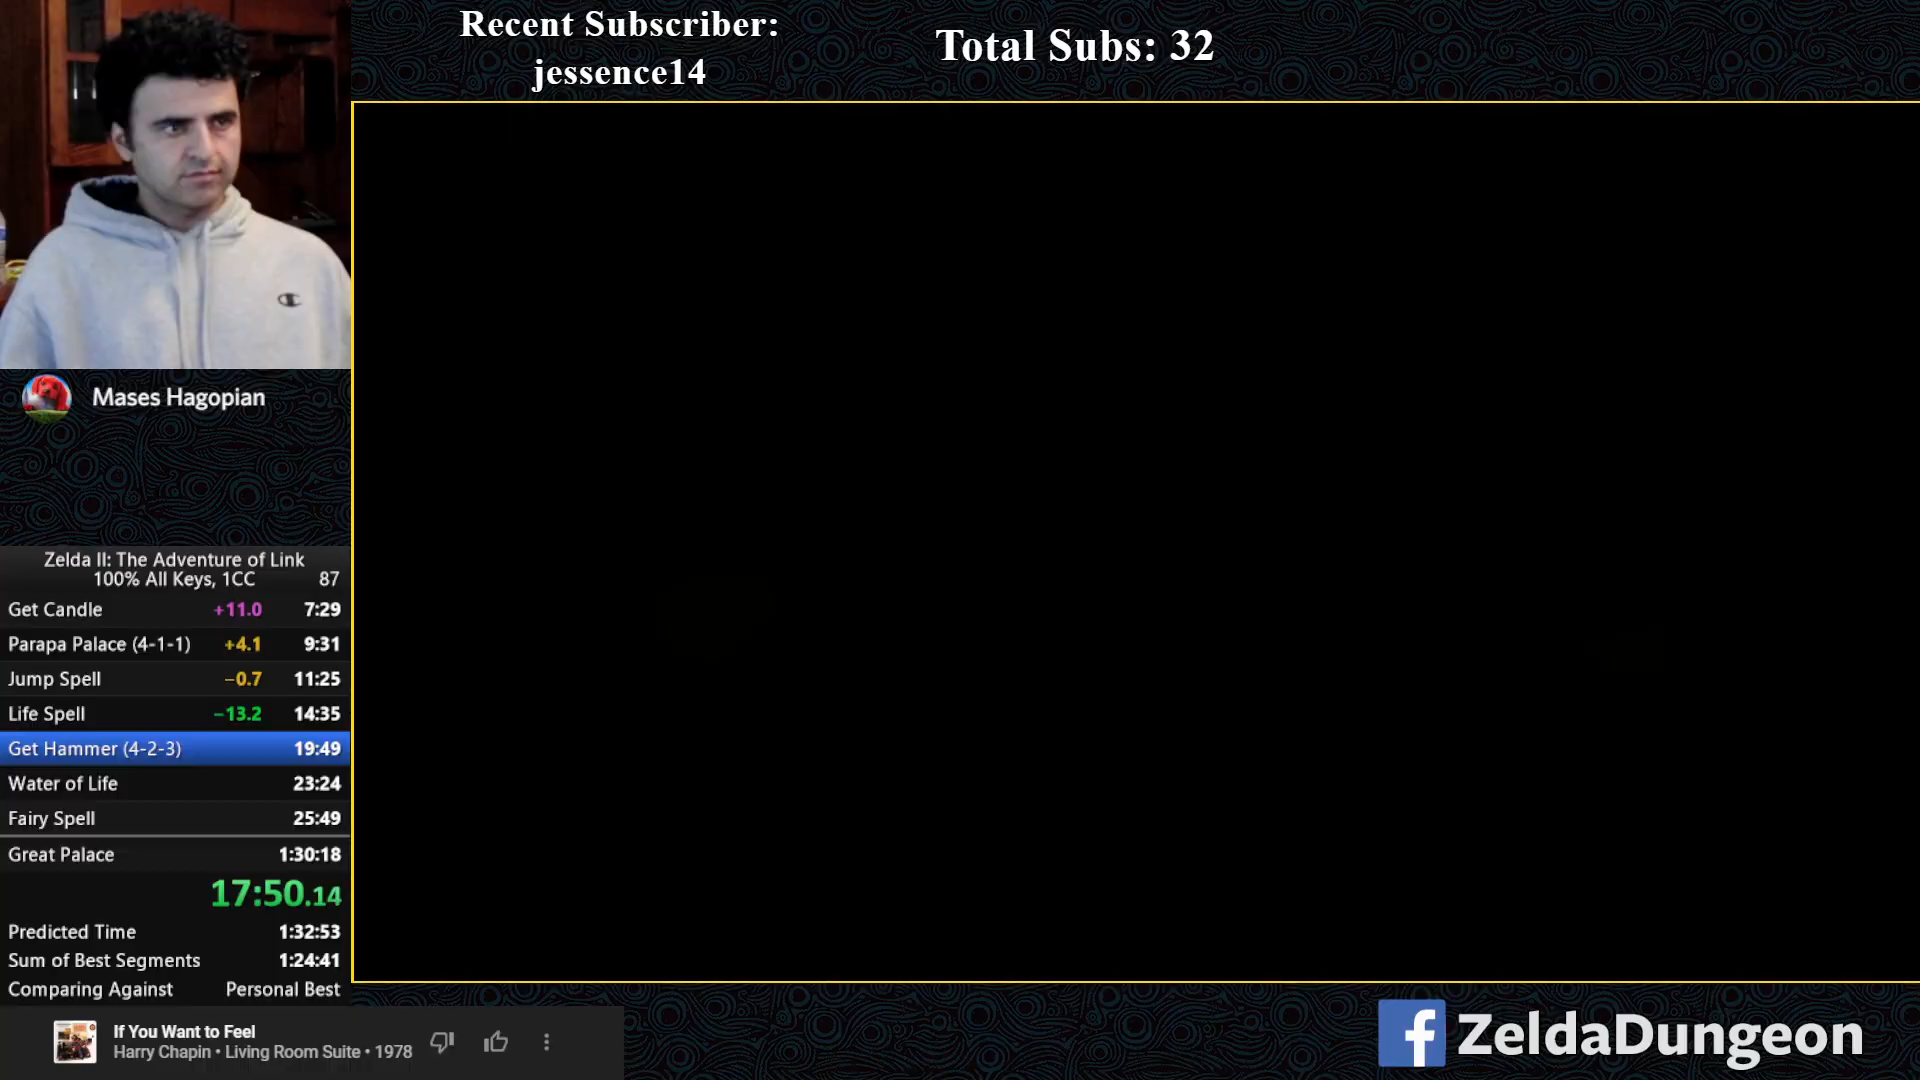 Recent Subscriber:
jessence14
Total Subs: 32
Mases Hagopian
Zelda II: The Adventure of Link
100% All Keys, 1CC 87
Get Candle +11.0 7:29
Parapa Palace (4-1-1) +4.1 9:31
Jump Spell −0.7 11:25
Life Spell −13.2 14:35
Get Hammer (4-2-3) 19:49
Water of Life 23:24
Fairy Spell 25:49
Great Palace 1:30:18
17:50.14
Predicted Time 1:32:53
Sum of Best Segments 1:24:41
Comparing Against Personal Best
If You Want to Feel
Harry Chapin • Living Room Suite • 1978
f ZeldaDungeon